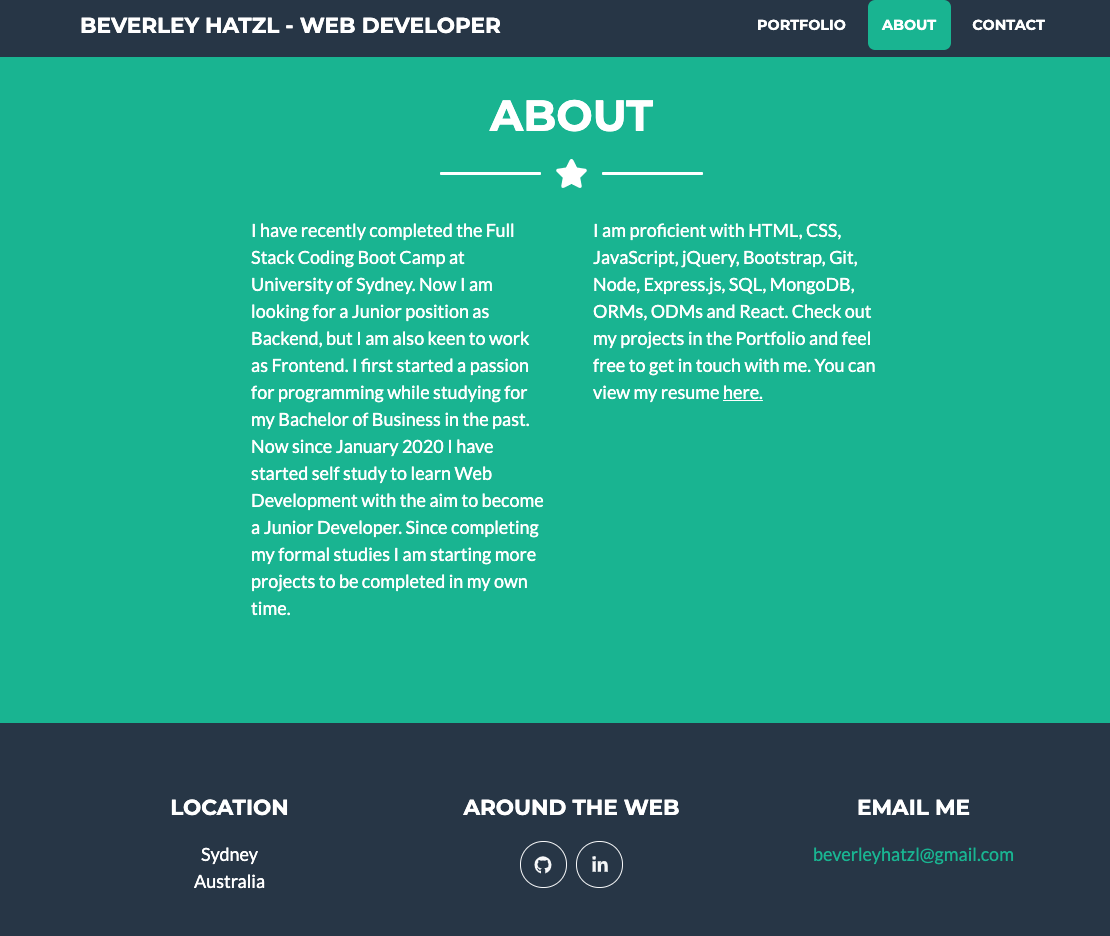 BEVERLEY HATZL - WEB DEVELOPER
PORTFOLIO
ABOUT
CONTACT
ABOUT
I have recently completed the Full
Stack Coding Boot Camp at
University of Sydney. Now I am
looking for a Junior position as
Backend, but I am also keen to work
as Frontend. I first started a passion
for programming while studying for
my Bachelor of Business in the past.
Now since January 2020 I have
started self study to learn Web
Development with the aim to become
a Junior Developer. Since completing
my formal studies I am starting more
projects to be completed in my own
time.
I am proficient with HTML, CSS,
JavaScript, jQuery, Bootstrap, Git,
Node, Express.js, SQL, MongoDB,
ORMs, ODMs and React. Check out
my projects in the Portfolio and feel
free to get in touch with me. You can
view my resume here.
LOCATION
Sydney
Australia
AROUND THE WEB
in
EMAIL ME
beverleyhatzl@gmail.com